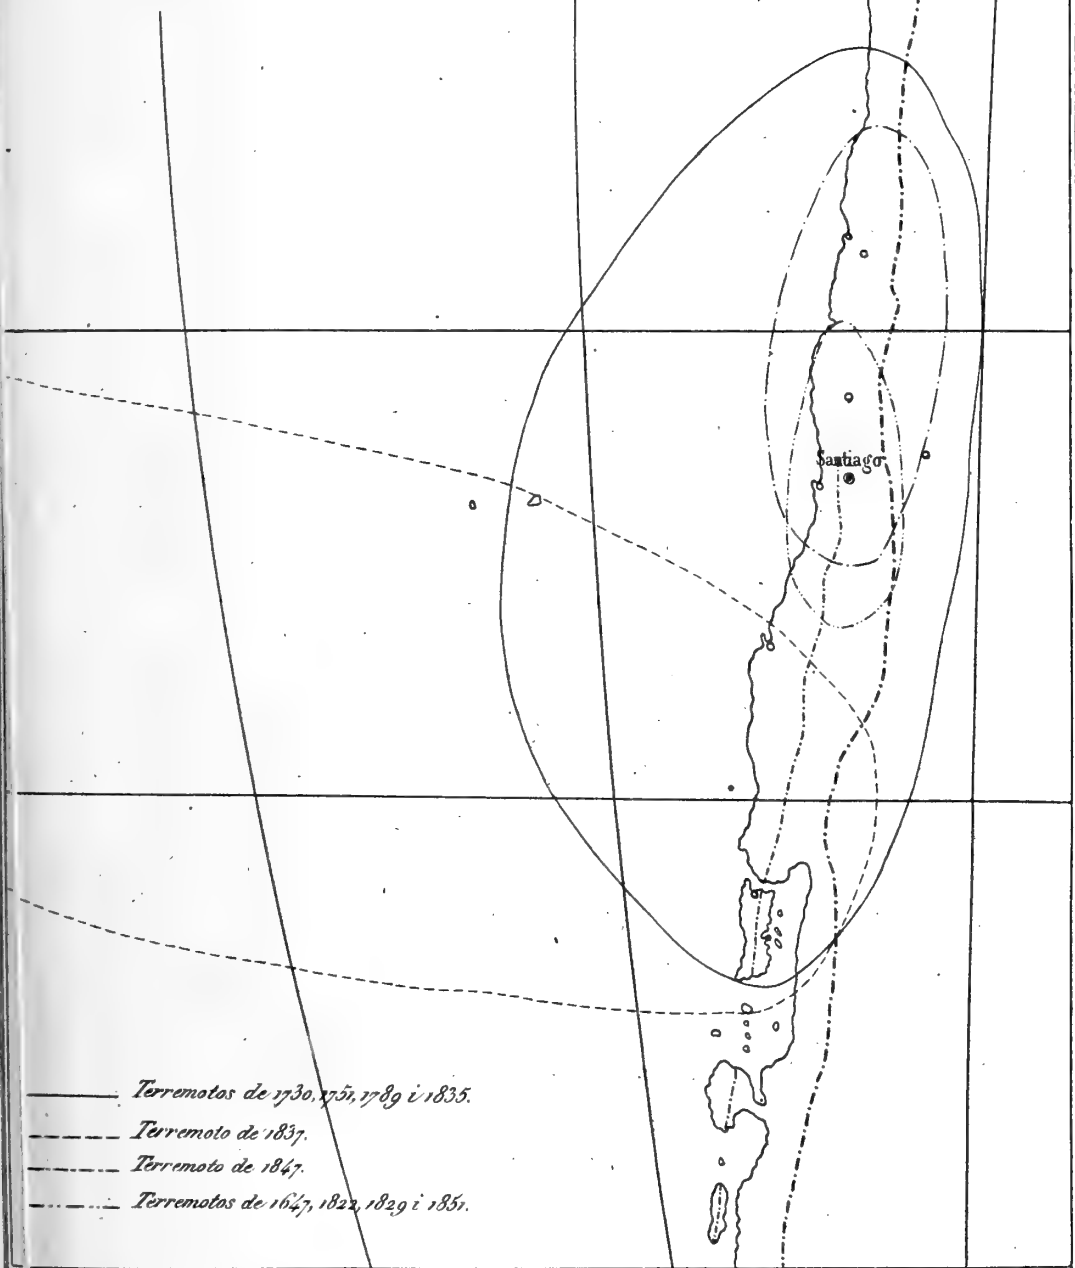 Santiago
Terremotos de 1730, 1751, 1789 i 1835.
Terremoto de 1837.
Terremoto de 1847.
Terremotos de 1647, 1822, 1829 i 1851.